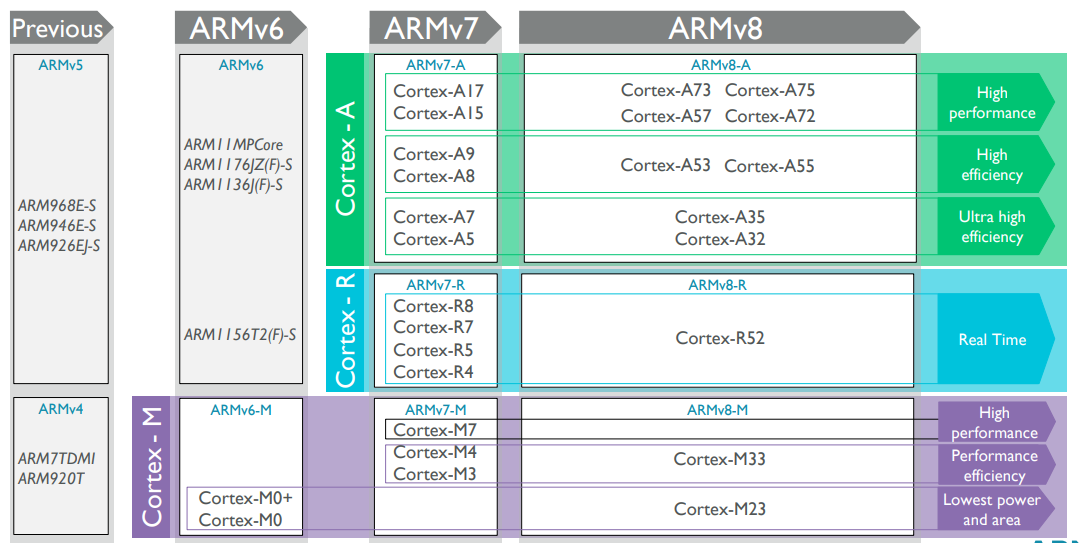 Previous
ARMv6
ARMv7
ARMv8
ARMv5
ARM968E-S
ARM946E-S
ARM926EJ-S
ARMv6
ARM11MPCore
ARM1176JZ(F)-S
ARM1136J(F)-S
ARM1156T2(F)-S
Cortex - A
ARMv7-A
ARMv8-A
Cortex-A17
Cortex-A15
Cortex-A73 Cortex-A75
Cortex-A57 Cortex-A72
High
performance
Cortex-A9
Cortex-A8
Cortex-A53 Cortex-A55
High
efficiency
Cortex-A7
Cortex-A5
Cortex-A35
Cortex-A32
Ultra high
efficiency
Cortex - R
ARMv7-R
ARMv8-R
Cortex-R8
Cortex-R7
Cortex-R5
Cortex-R4
Cortex-R52
Real Time
ARMv4
ARM7TDMI
ARM920T
Cortex - M
ARMv6-M
ARMv7-M
ARMv8-M
Cortex-M7
High
performance
Cortex-M4
Cortex-M3
Cortex-M33
Performance
efficiency
Cortex-M0+
Cortex-M0
Cortex-M23
Lowest power
and area